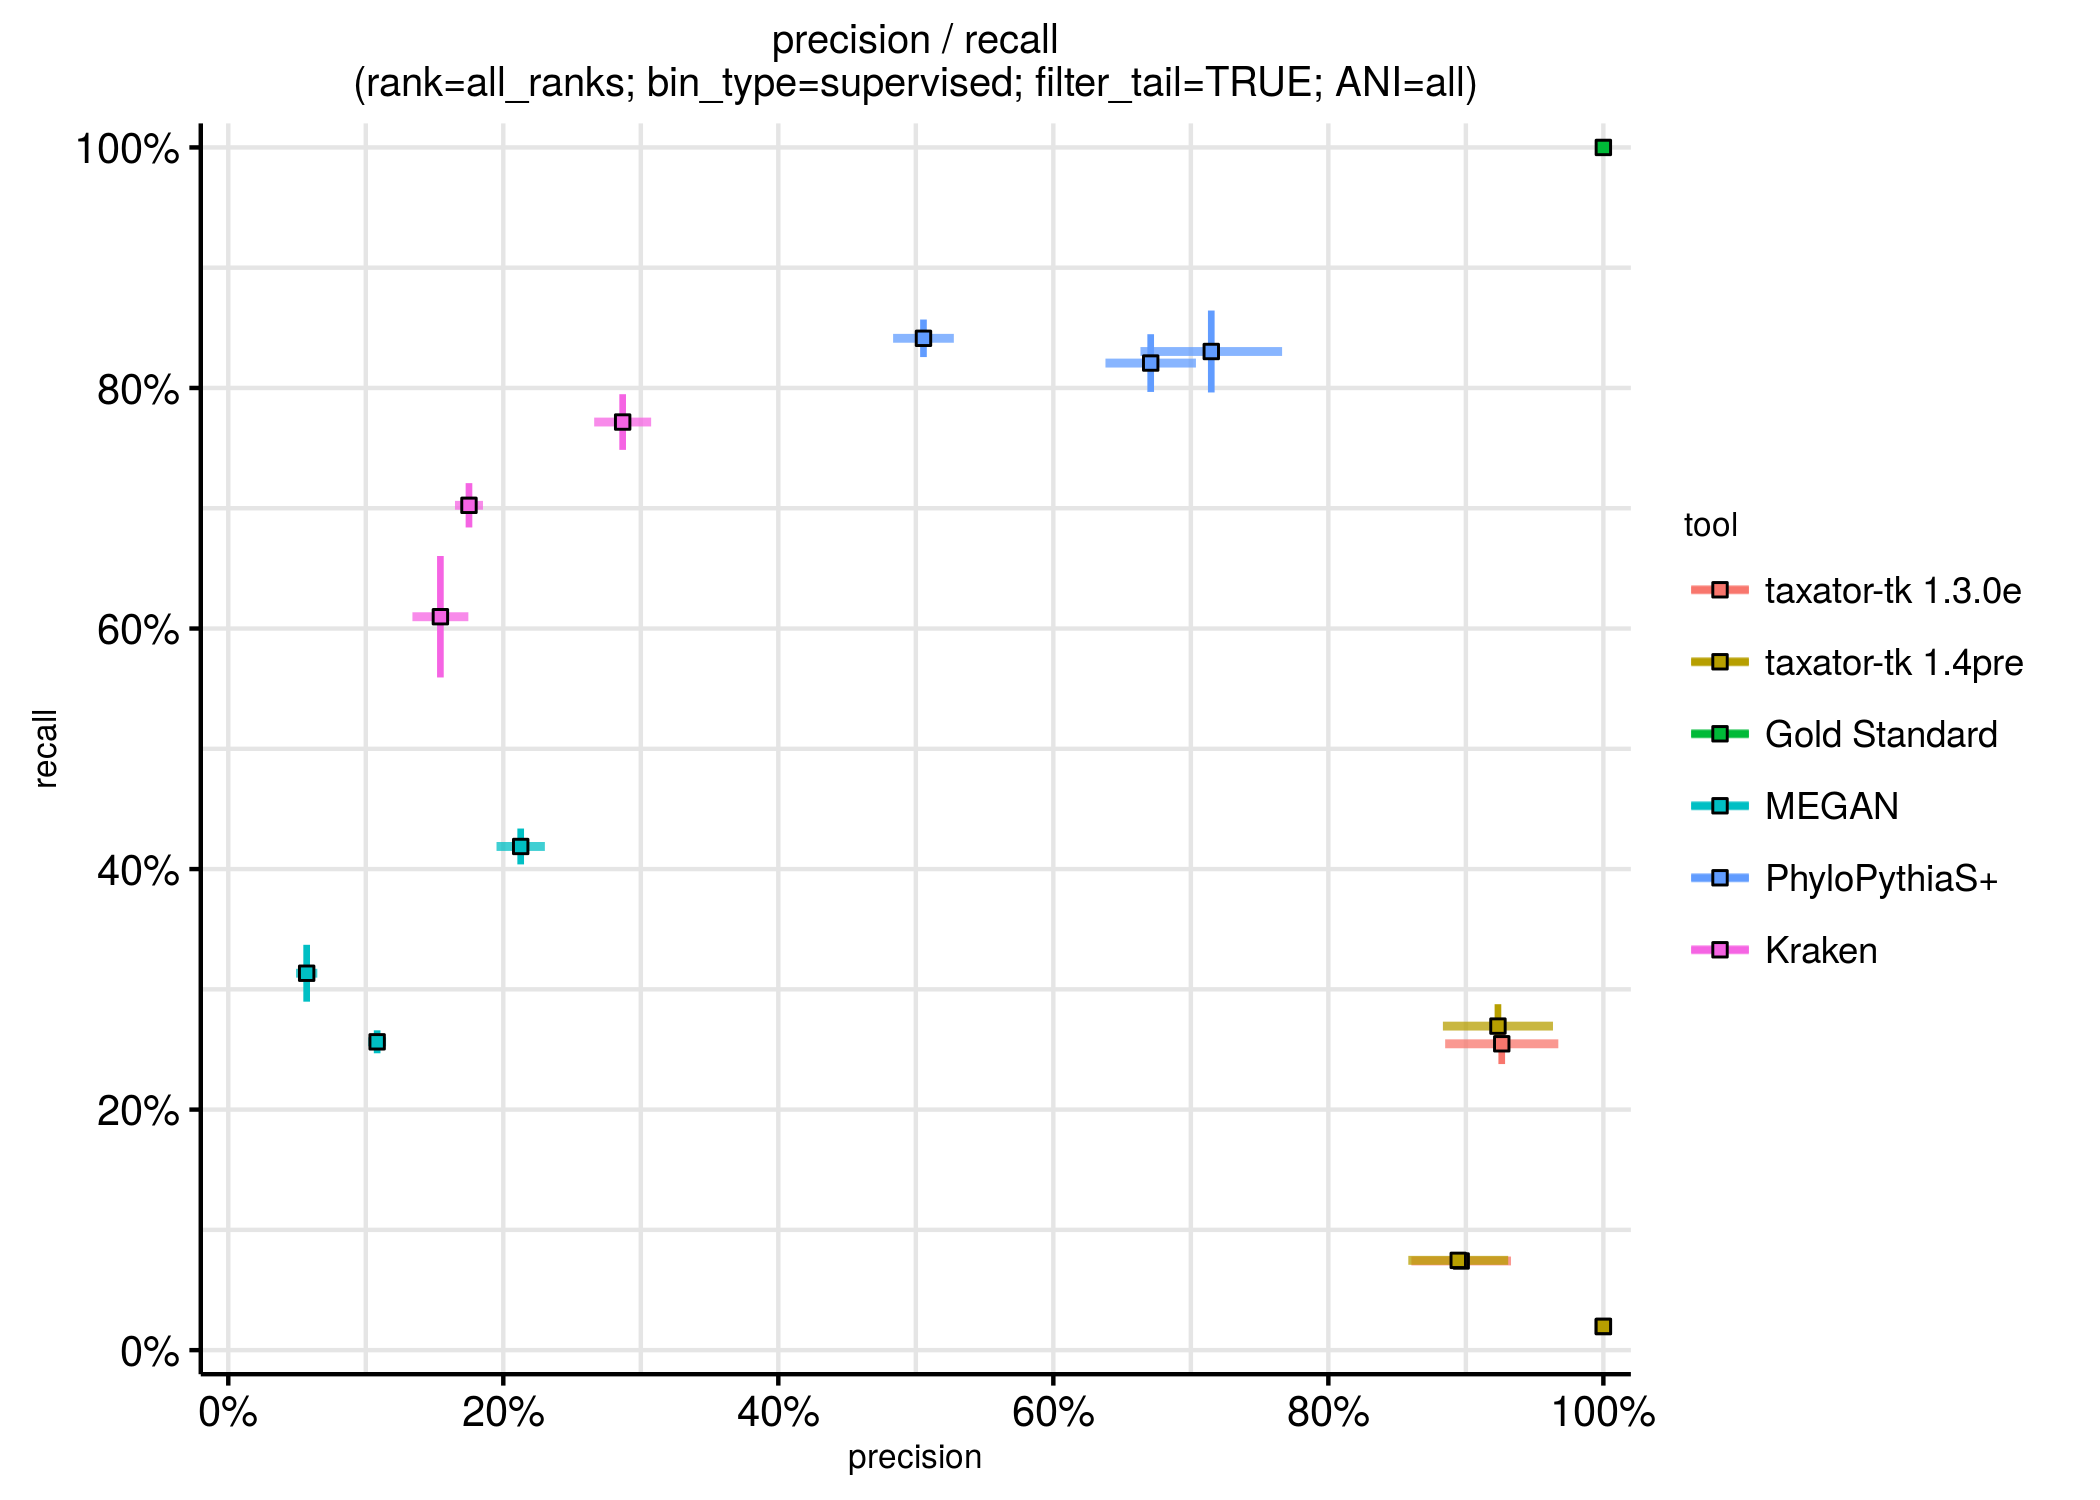 precision / recall
(rank=all_ranks; bin_type=supervised; filter_tail=TRUE; ANI=all)
100%
80%
60%
40%
20%
0%
recall
0%
20%
40%
60%
80%
100%
precision
tool
taxator-tk 1.3.0e
taxator-tk 1.4pre
Gold Standard
MEGAN
PhyloPythiaS+
Kraken